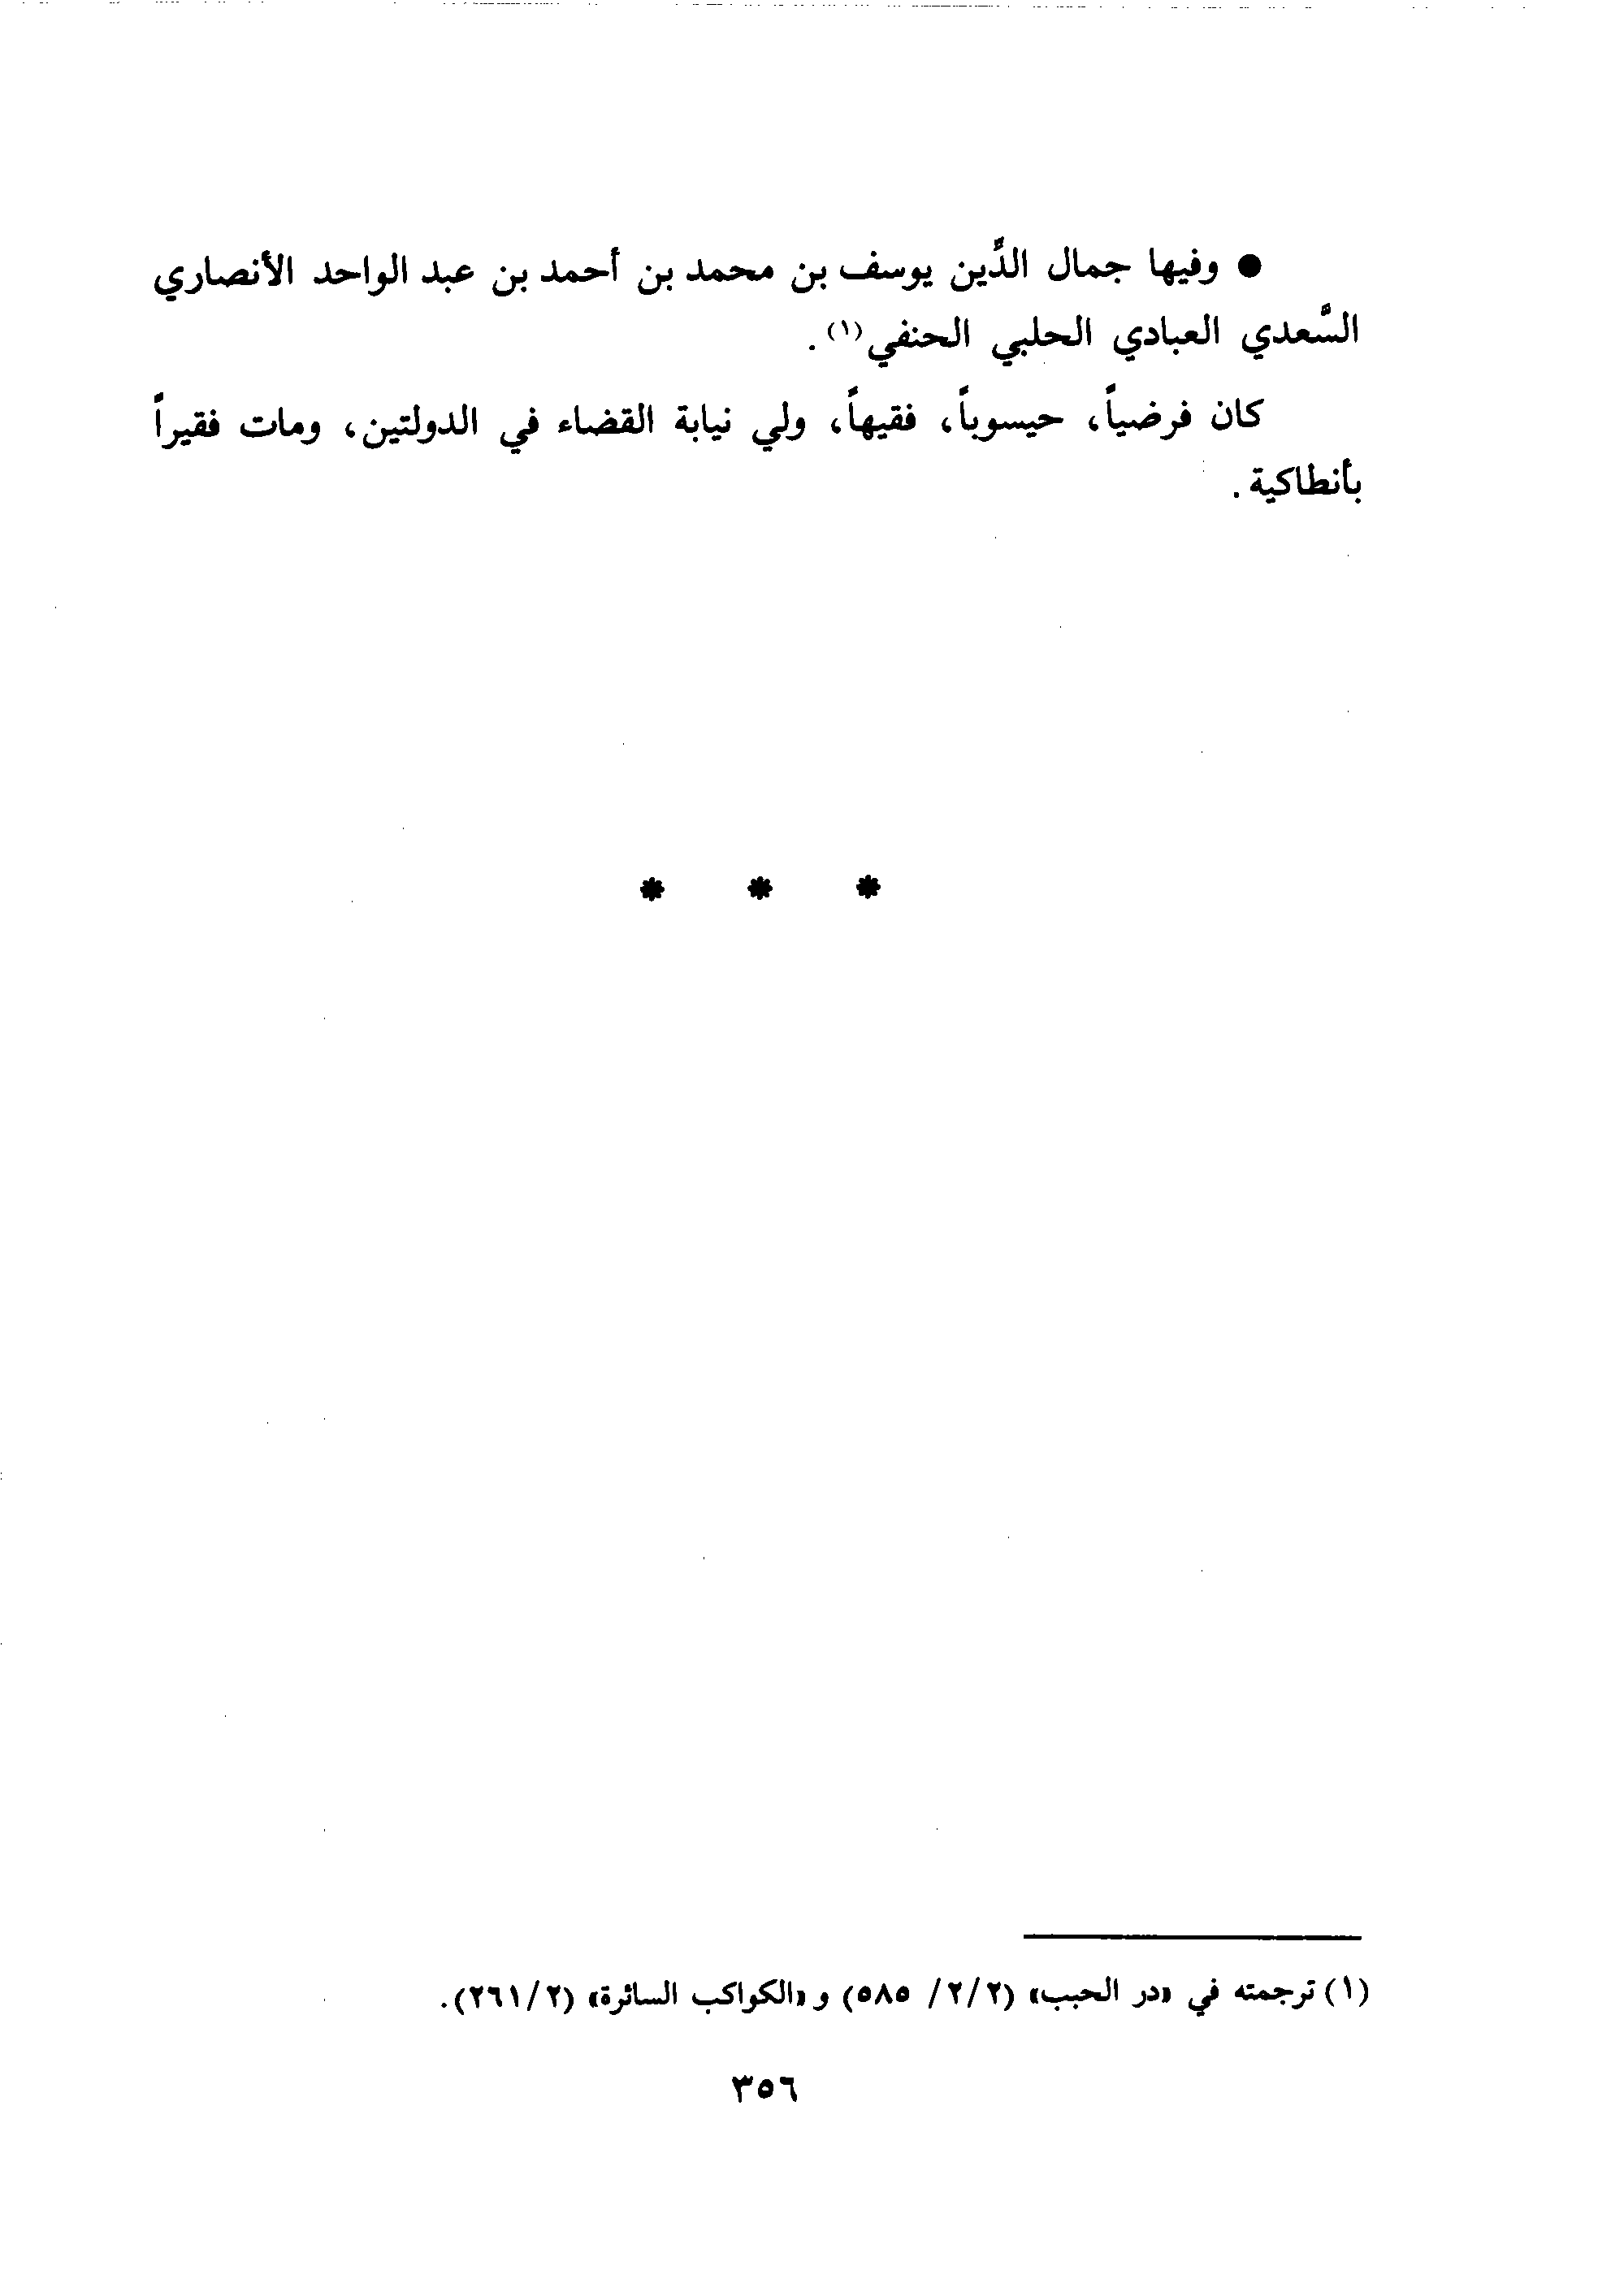 ● وفيها جمال الدِّين يوسف بن محمد بن أحمد بن عبد الواحد الأنصاري
السَّعدي العبادي الحلبي الحنفي(١).
كان فرضياً، حيسوباً، فقيهاً، ولي نيابة القضاء في الدولتين، ومات فقيراً
بأنطاكية.
* * *
(١) ترجمته في «در الحبب» (٢/٢/ ٥٨٥) و «الكواكب السائرة» (٢/٢٦١).
٣٥٦